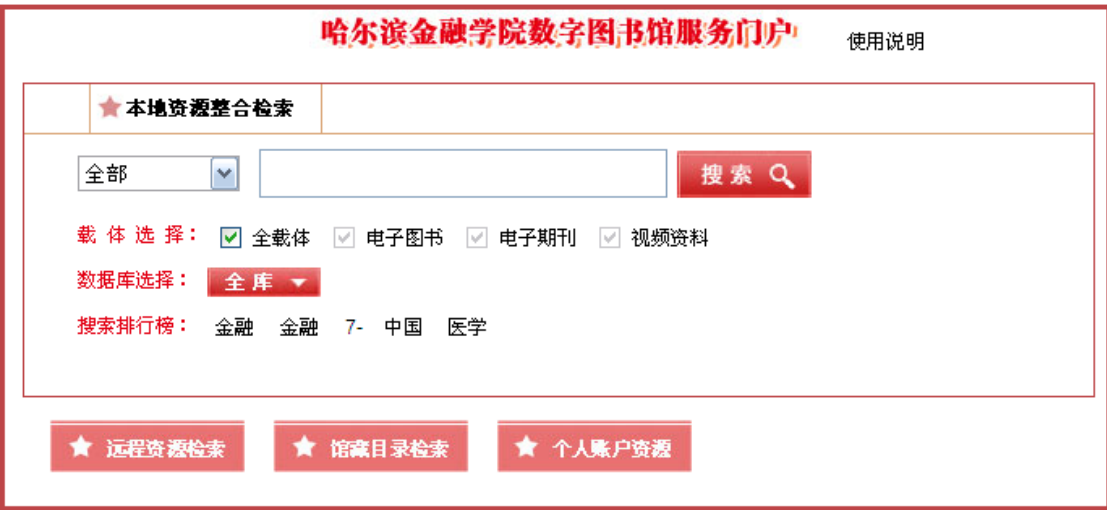 哈尔滨金融学院数字图书馆服务门户 使用说明
本地资源整合检索
全部 搜索
载体选择： 全载体 电子图书 电子期刊 视频资料
数据库选择： 全库
搜索排行榜： 金融 金融 7- 中国 医学
远程资源检索 馆藏目录检索 个人账户资源